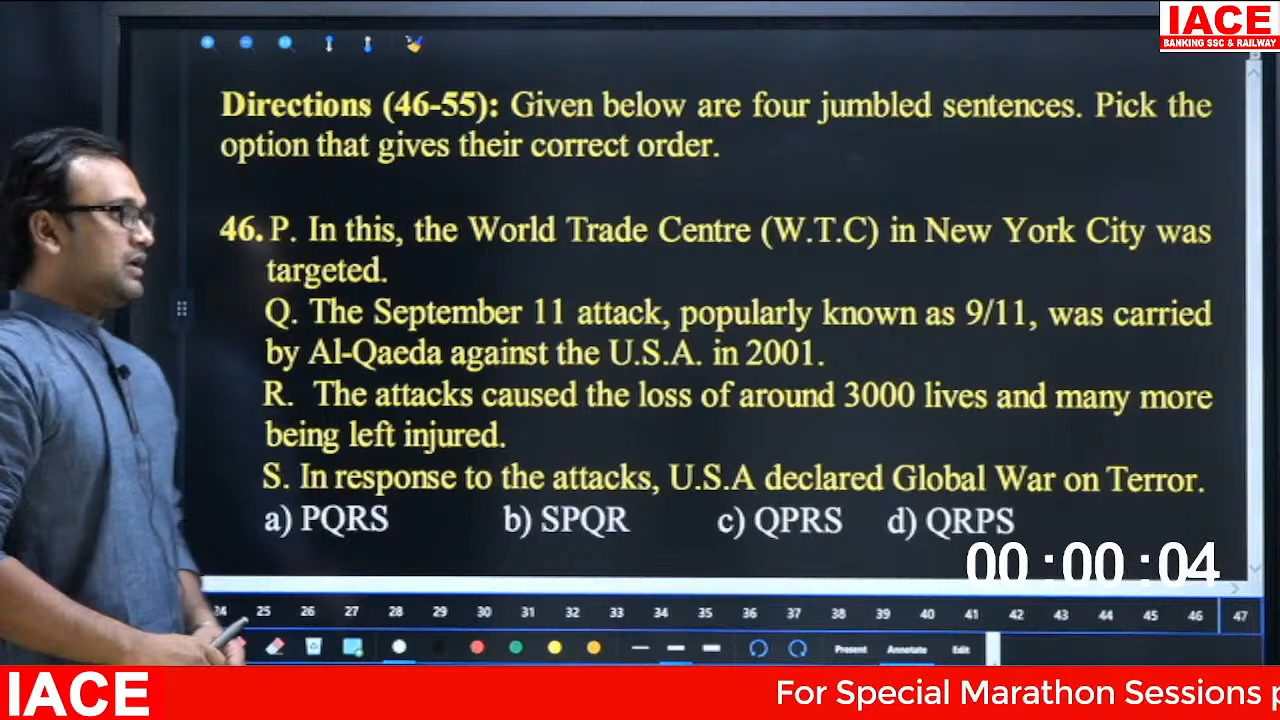 IACE
BANKING SSC & RAILWAY
Directions (46-55): Given below are four jumbled sentences. Pick the
option that gives their correct order.
46. P. In this, the World Trade Centre (W.T.C) in New York City was
targeted.
Q. The September 11 attack, popularly known as 9/11, was carried
by Al-Qaeda against the U.S.A. in 2001.
R. The attacks caused the loss of around 3000 lives and many more
being left injured.
S. In response to the attacks, U.S.A declared Global War on Terror.
a) PQRS b) SPQR c) QPRS d) QRPS
00:00:04
24 25 26 27 28 29 30 31 32 33 34 35 36 37 38 39 40 41 42 43 44 45 46 47
Present Annotate Edit
IACE For Special Marathon Sessions p